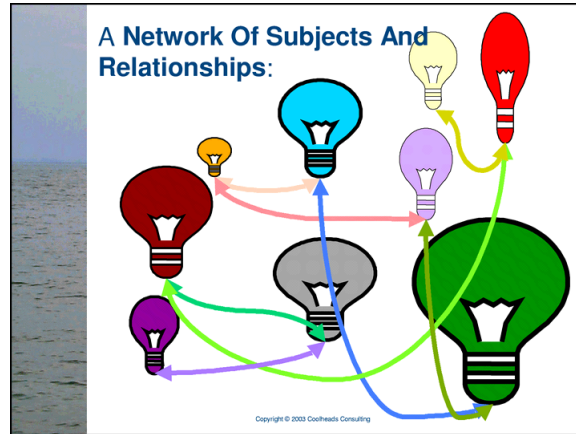 A Network Of Subjects And
Relationships:
Copyright © 2003 Coolheads Consulting